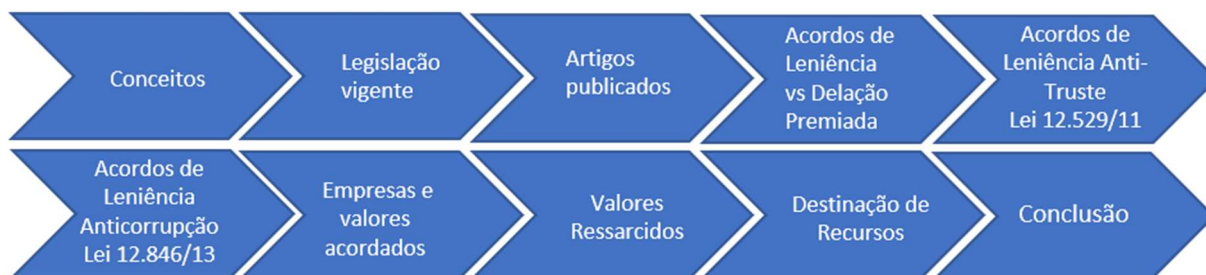 Conceitos
Legislação
vigente
Artigos
publicados
Acordos de
Leniência
vs Delação
Premiada
Acordos de
Leniência Anti-
Truste
Lei 12.529/11
Acordos de
Leniência
Anticorrupção
Lei 12.846/13
Empresas e
valores
acordados
Valores
Ressarcidos
Destinação de
Recursos
Conclusão